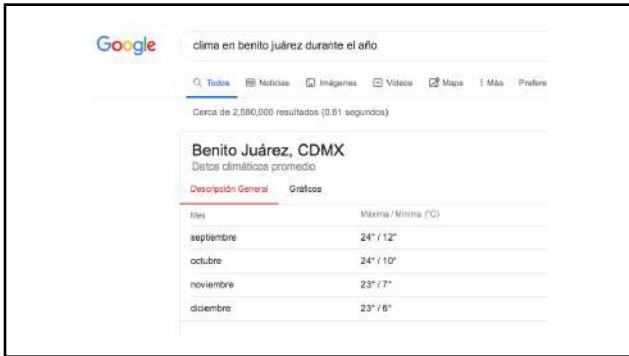 Google
clima en benito juárez durante el año
Todos Noticias Imágenes Videos Maps Más Prefere
Cerca de 2,560,000 resultados (0.61 segundos)
Benito Juárez, CDMX
Datos climáticos promedio
Descripción General Gráficos
Mes Máxima / Mínima (°C)
septiembre 24° / 12°
octubre 24° / 10°
noviembre 23° / 7°
diciembre 23° / 6°